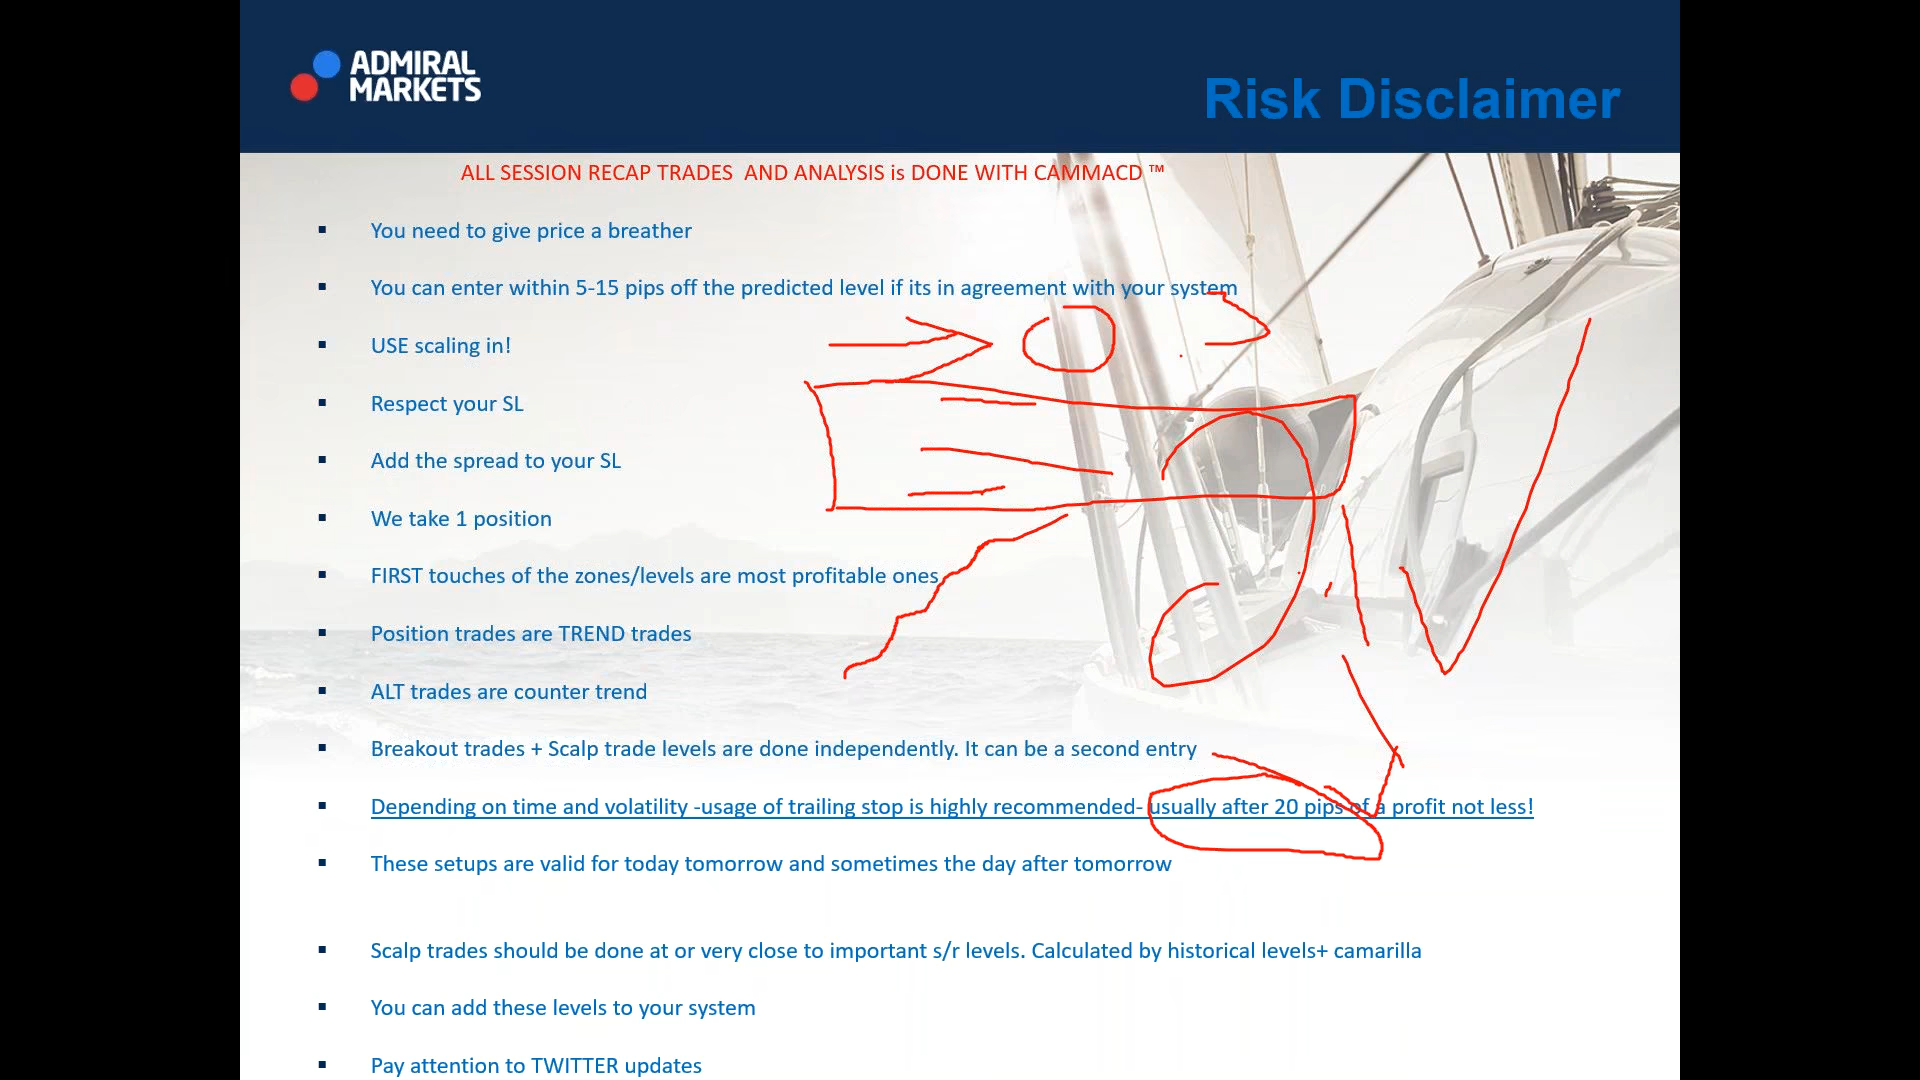 ADMIRAL
MARKETS
Risk Disclaimer
ALL SESSION RECAP TRADES AND ANALYSIS is DONE WITH CAMMACD ™
▪ You need to give price a breather
▪ You can enter within 5-15 pips off the predicted level if its in agreement with your system
▪ USE scaling in!
▪ Respect your SL
▪ Add the spread to your SL
▪ We take 1 position
▪ FIRST touches of the zones/levels are most profitable ones
▪ Position trades are TREND trades
▪ ALT trades are counter trend
▪ Breakout trades + Scalp trade levels are done independently. It can be a second entry
▪ Depending on time and volatility -usage of trailing stop is highly recommended- usually after 20 pips of a profit not less!
▪ These setups are valid for today tomorrow and sometimes the day after tomorrow
▪ Scalp trades should be done at or very close to important s/r levels. Calculated by historical levels+ camarilla
▪ You can add these levels to your system
▪ Pay attention to TWITTER updates